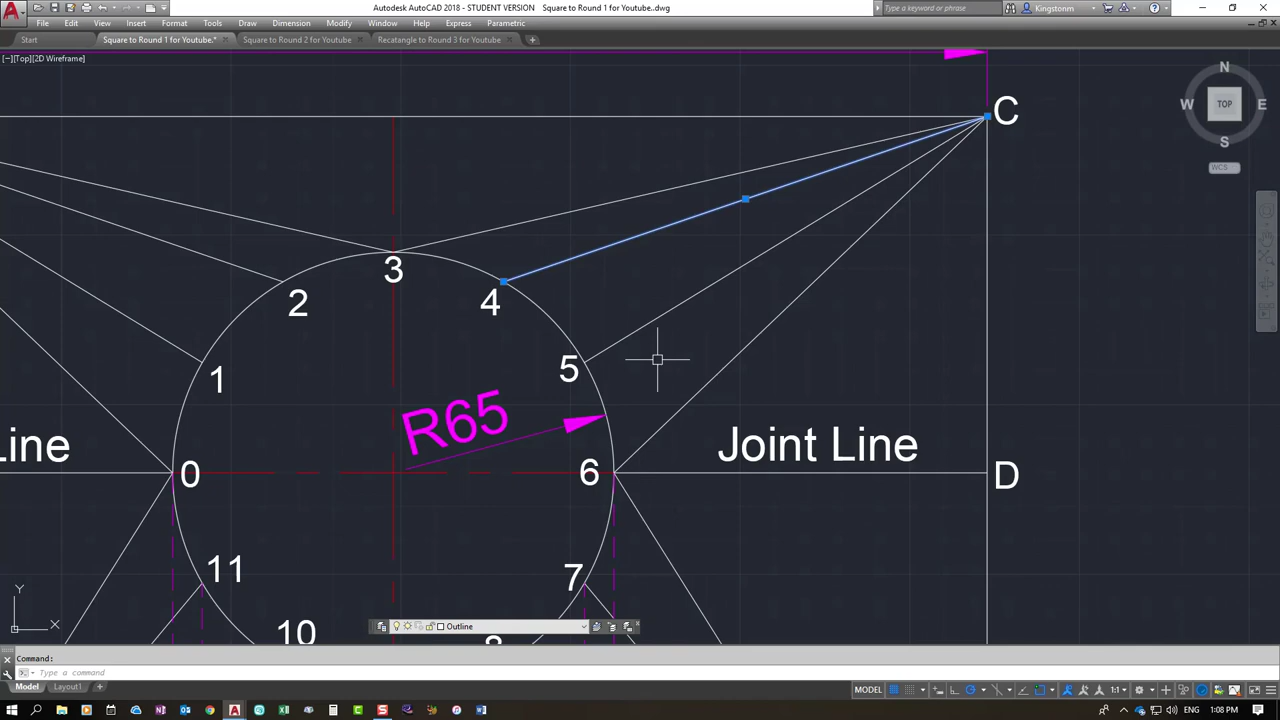 Autodesk AutoCAD 2018 - STUDENT VERSION Square to Round 1 for Youtube..dwg
Type a keyword or phrase
Kingstonm...
File Edit View Insert Format Tools Draw Dimension Modify Window Help Express Parametric
Start Square to Round 1 for Youtube.* Square to Round 2 for Youtube Recatangle to Round 3 for Youtube
[−][Top][2D Wireframe]
N
W TOP E
S
WCS
C
3
2
4
1
5
R65
Line
Joint Line
0
6
D
11
7
10
8
Y
X
Outline
Command:
Type a command
Model Layout1
MODEL
1:1
1:08 PM